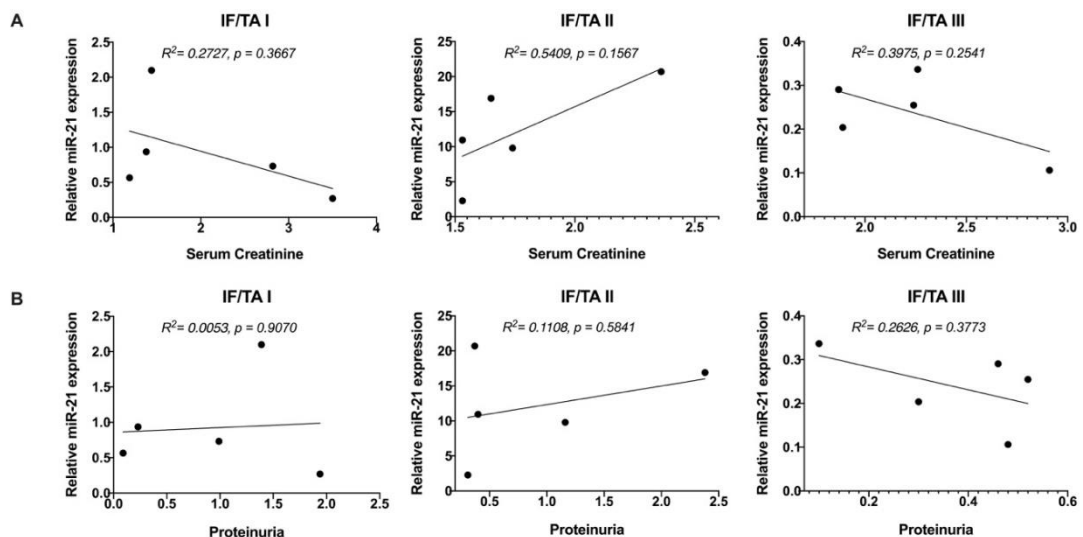 A
IF/TA I
R²= 0.2727, p = 0.3667
Relative miR-21 expression
2.5
2.0
1.5
1.0
0.5
0.0
1
2
3
4
Serum Creatinine
IF/TA II
R²= 0.5409, p = 0.1567
Relative miR-21 expression
25
20
15
10
5
0
1.5
2.0
2.5
Serum Creatinine
IF/TA III
R²= 0.3975, p = 0.2541
Relative miR-21 expression
0.4
0.3
0.2
0.1
0.0
2.0
2.5
3.0
Serum Creatinine
B
IF/TA I
R²= 0.0053, p = 0.9070
Relative miR-21 expression
2.5
2.0
1.5
1.0
0.5
0.0
0.0
0.5
1.0
1.5
2.0
2.5
Proteinuria
IF/TA II
R²= 0.1108, p = 0.5841
Relative miR-21 expression
25
20
15
10
5
0
0.5
1.0
1.5
2.0
2.5
Proteinuria
IF/TA III
R²= 0.2626, p = 0.3773
Relative miR-21 expression
0.4
0.3
0.2
0.1
0.0
0.2
0.4
0.6
Proteinuria